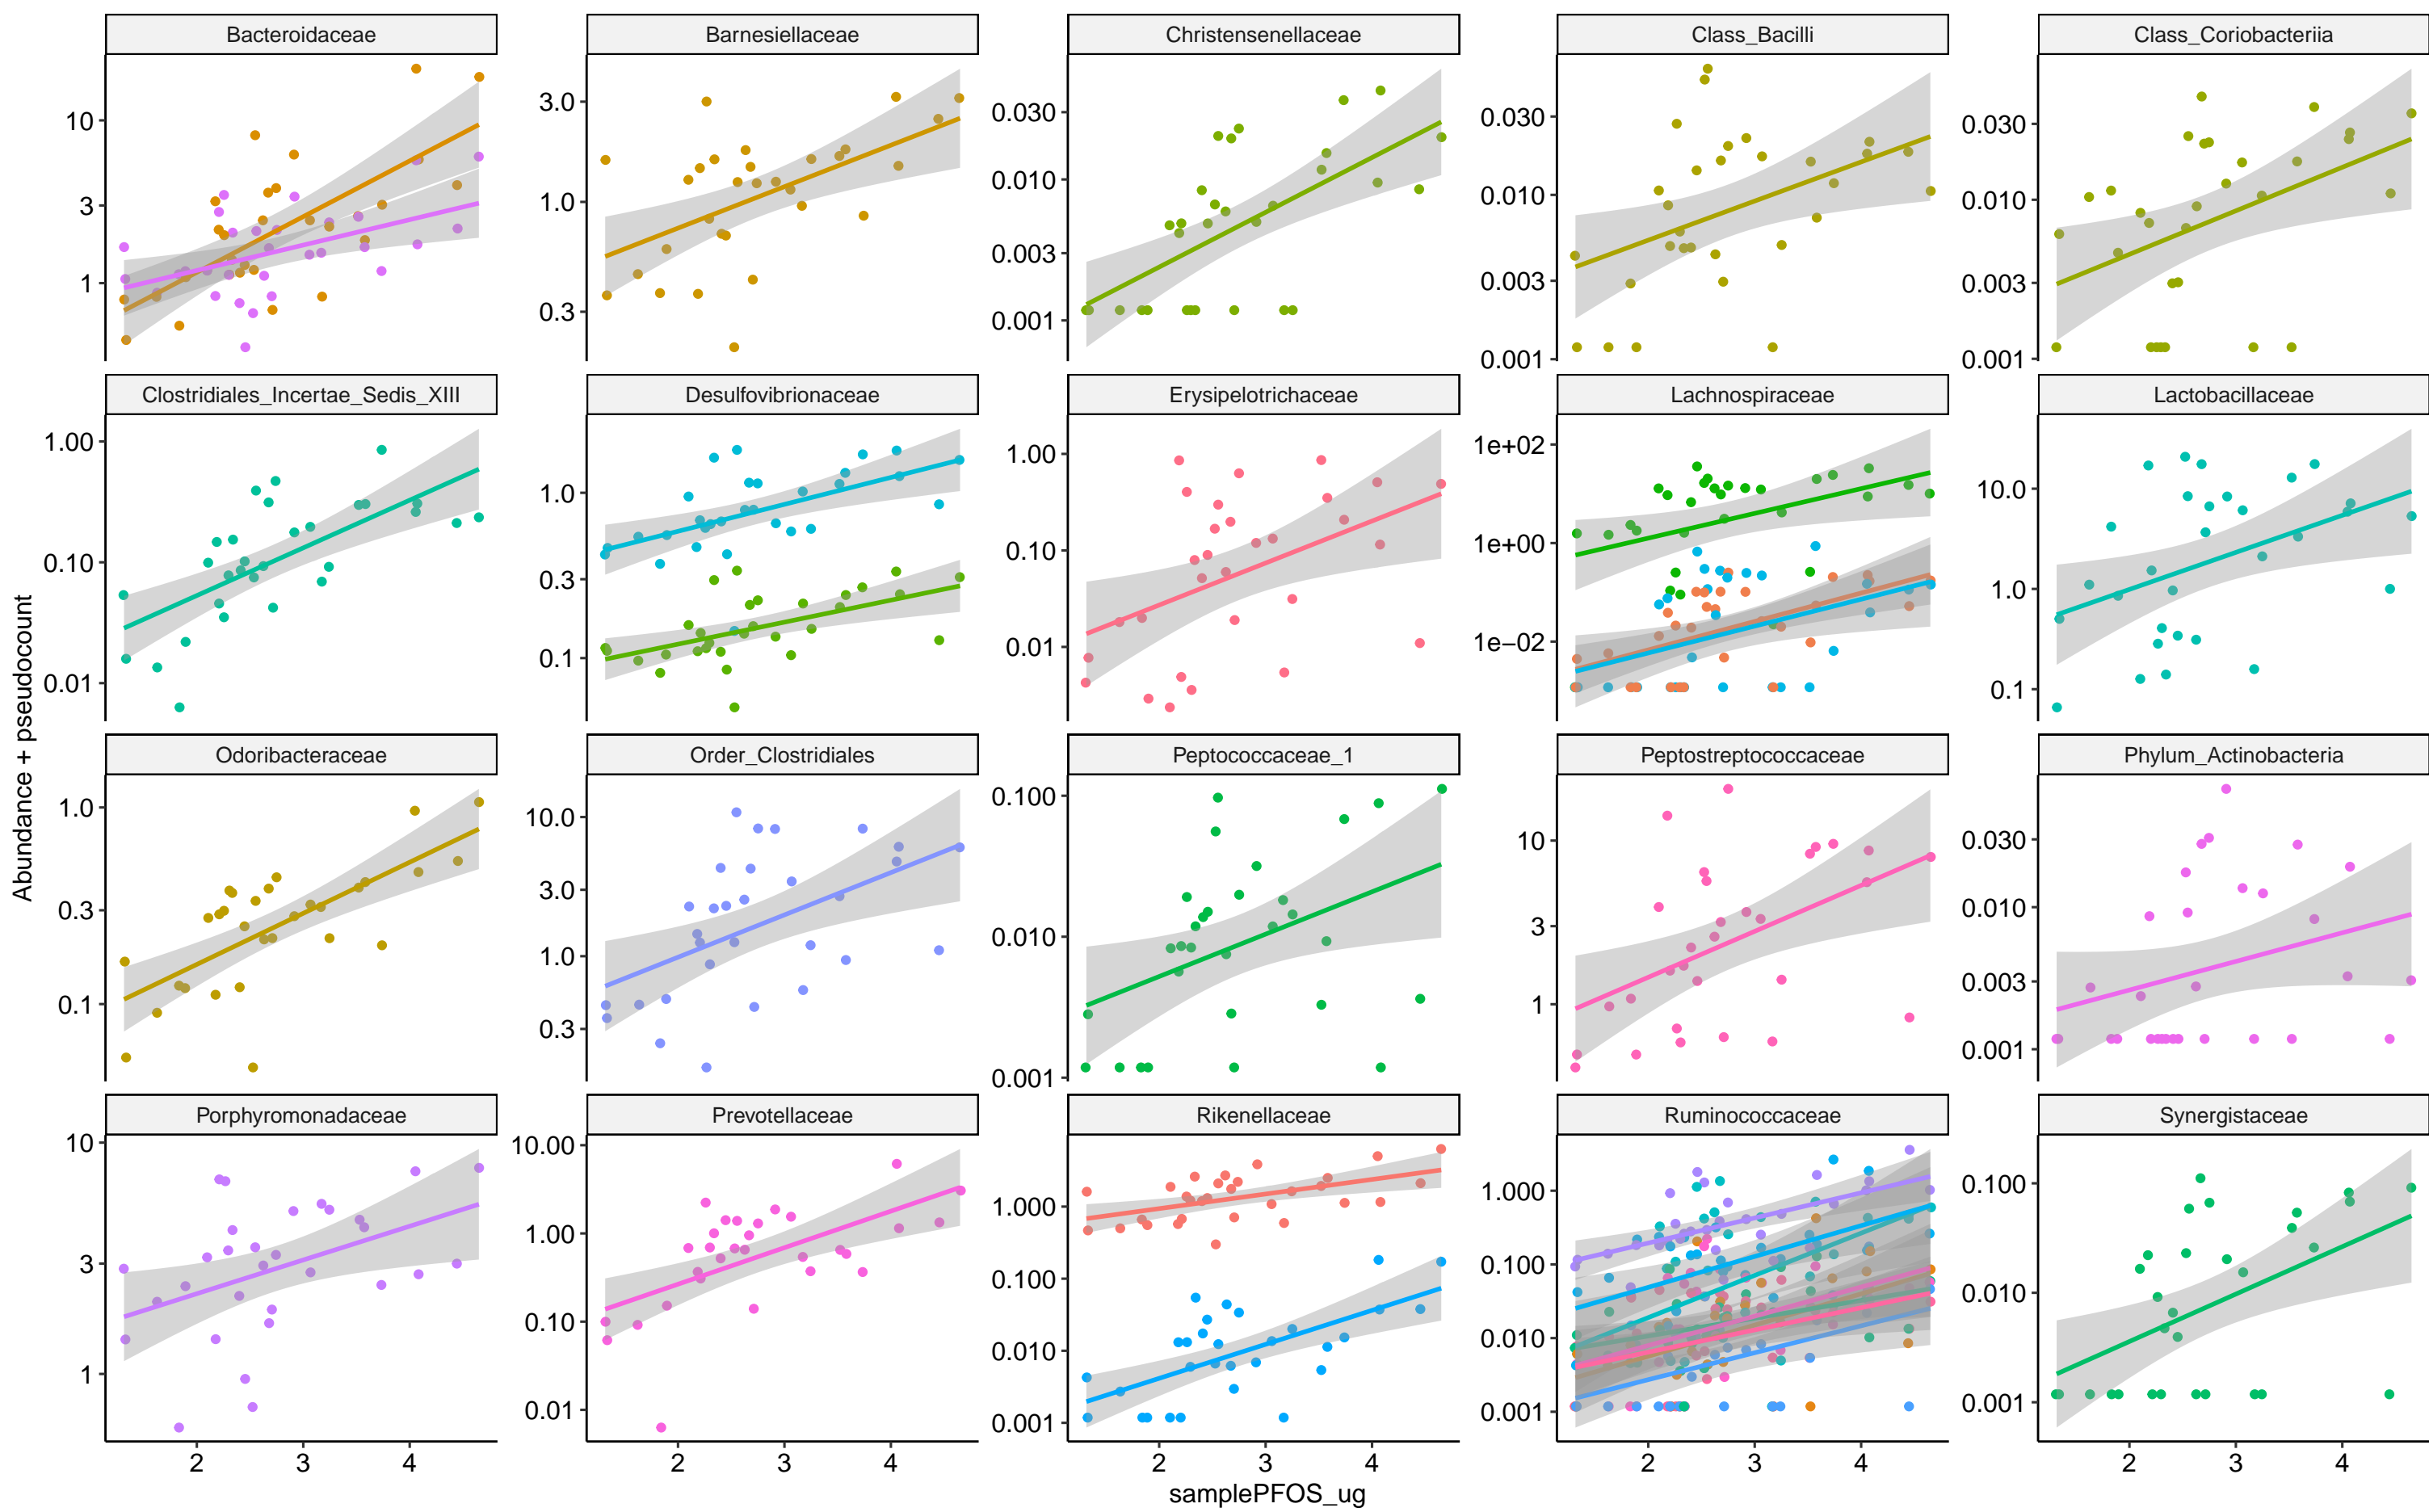 Bacteroidaceae
Barnesiellaceae
Christensenellaceae
Class_Bacilli
Class_Coriobacteriia
10
3
1
3.0
1.0
0.3
0.030
0.010
0.003
0.001
0.030
0.010
0.003
0.001
0.030
0.010
0.003
0.001
Clostridiales_Incertae_Sedis_XIII
Desulfovibrionaceae
Erysipelotrichaceae
Lachnospiraceae
Lactobacillaceae
1.00
0.10
0.01
1.0
0.3
0.1
1.00
0.10
0.01
1e+02
1e+00
1e−02
10.0
1.0
0.1
Abundance + pseudocount
Odoribacteraceae
Order_Clostridiales
Peptococcaceae_1
Peptostreptococcaceae
Phylum_Actinobacteria
1.0
0.3
0.1
10.0
3.0
1.0
0.3
0.100
0.010
0.001
10
3
1
0.030
0.010
0.003
0.001
Porphyromonadaceae
Prevotellaceae
Rikenellaceae
Ruminococcaceae
Synergistaceae
10
3
1
10.00
1.00
0.10
0.01
1.000
0.100
0.010
0.001
1.000
0.100
0.010
0.001
0.100
0.010
0.001
2 3 4
2 3 4
2 3 4
2 3 4
2 3 4
samplePFOS_ug